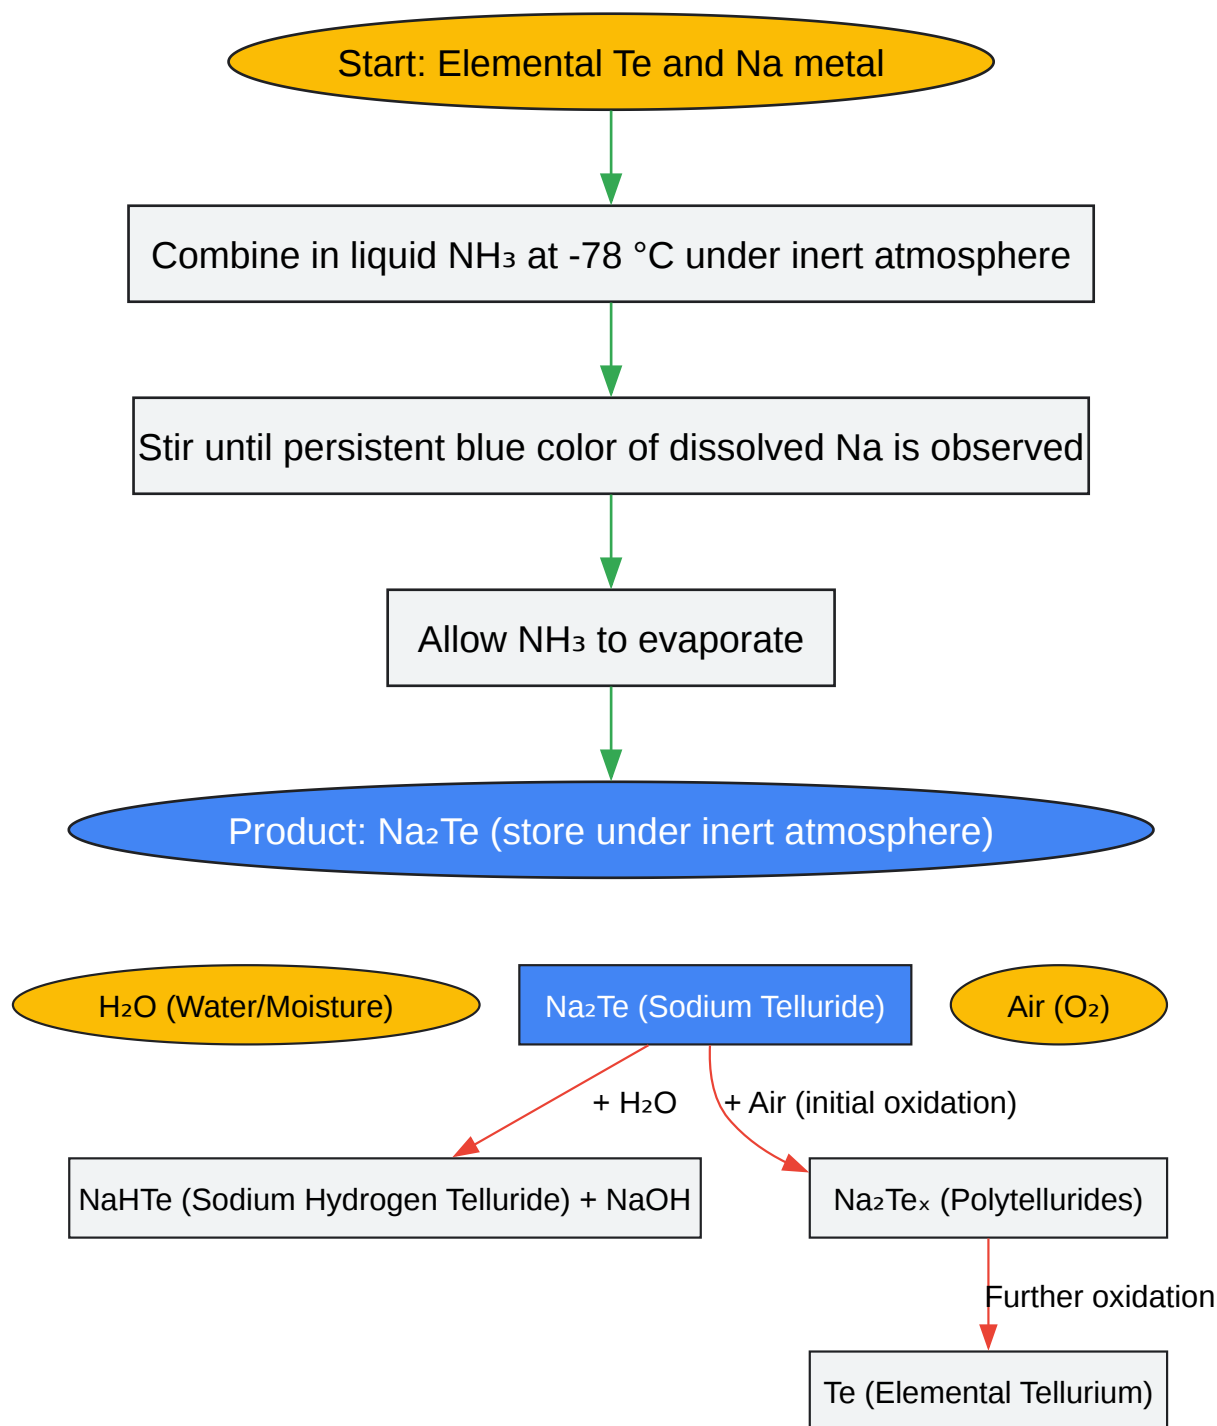 Start: Elemental Te and Na metal
Combine in liquid NH₃ at -78 °C under inert atmosphere
Stir until persistent blue color of dissolved Na is observed
Allow NH₃ to evaporate
Product: Na₂Te (store under inert atmosphere)
H₂O (Water/Moisture)
Na₂Te (Sodium Telluride)
Air (O₂)
+ H₂O
+ Air (initial oxidation)
NaHTe (Sodium Hydrogen Telluride) + NaOH
Na₂Teₓ (Polytellurides)
Further oxidation
Te (Elemental Tellurium)